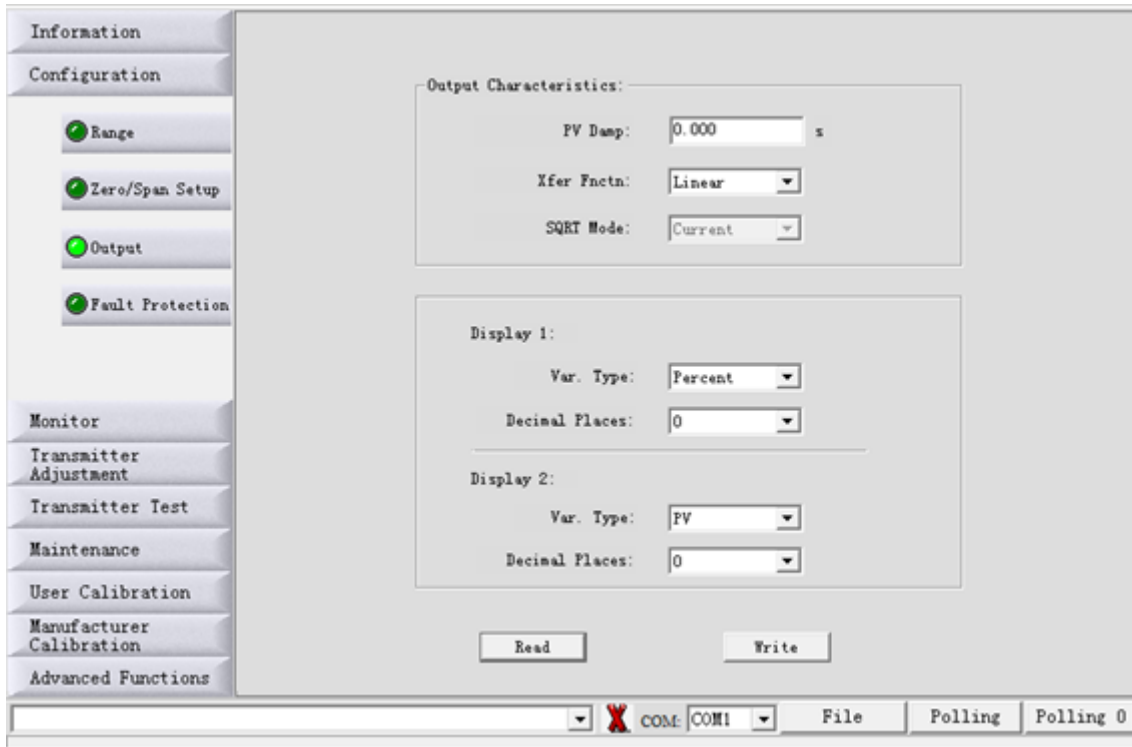 Information
Configuration
Range
Zero/Span Setup
Output
Fault Protection
Monitor
Transmitter
Adjustment
Transmitter Test
Maintenance
User Calibration
Manufacturer
Calibration
Advanced Functions
Output Characteristics:
PV Damp: 0.000 s
Xfer Fnctn: Linear
SQRT Mode: Current
Display 1:
Var. Type: Percent
Decimal Places: 0
Display 2:
Var. Type: PV
Decimal Places: 0
Read Write
COM: COM1 File Polling Polling 0